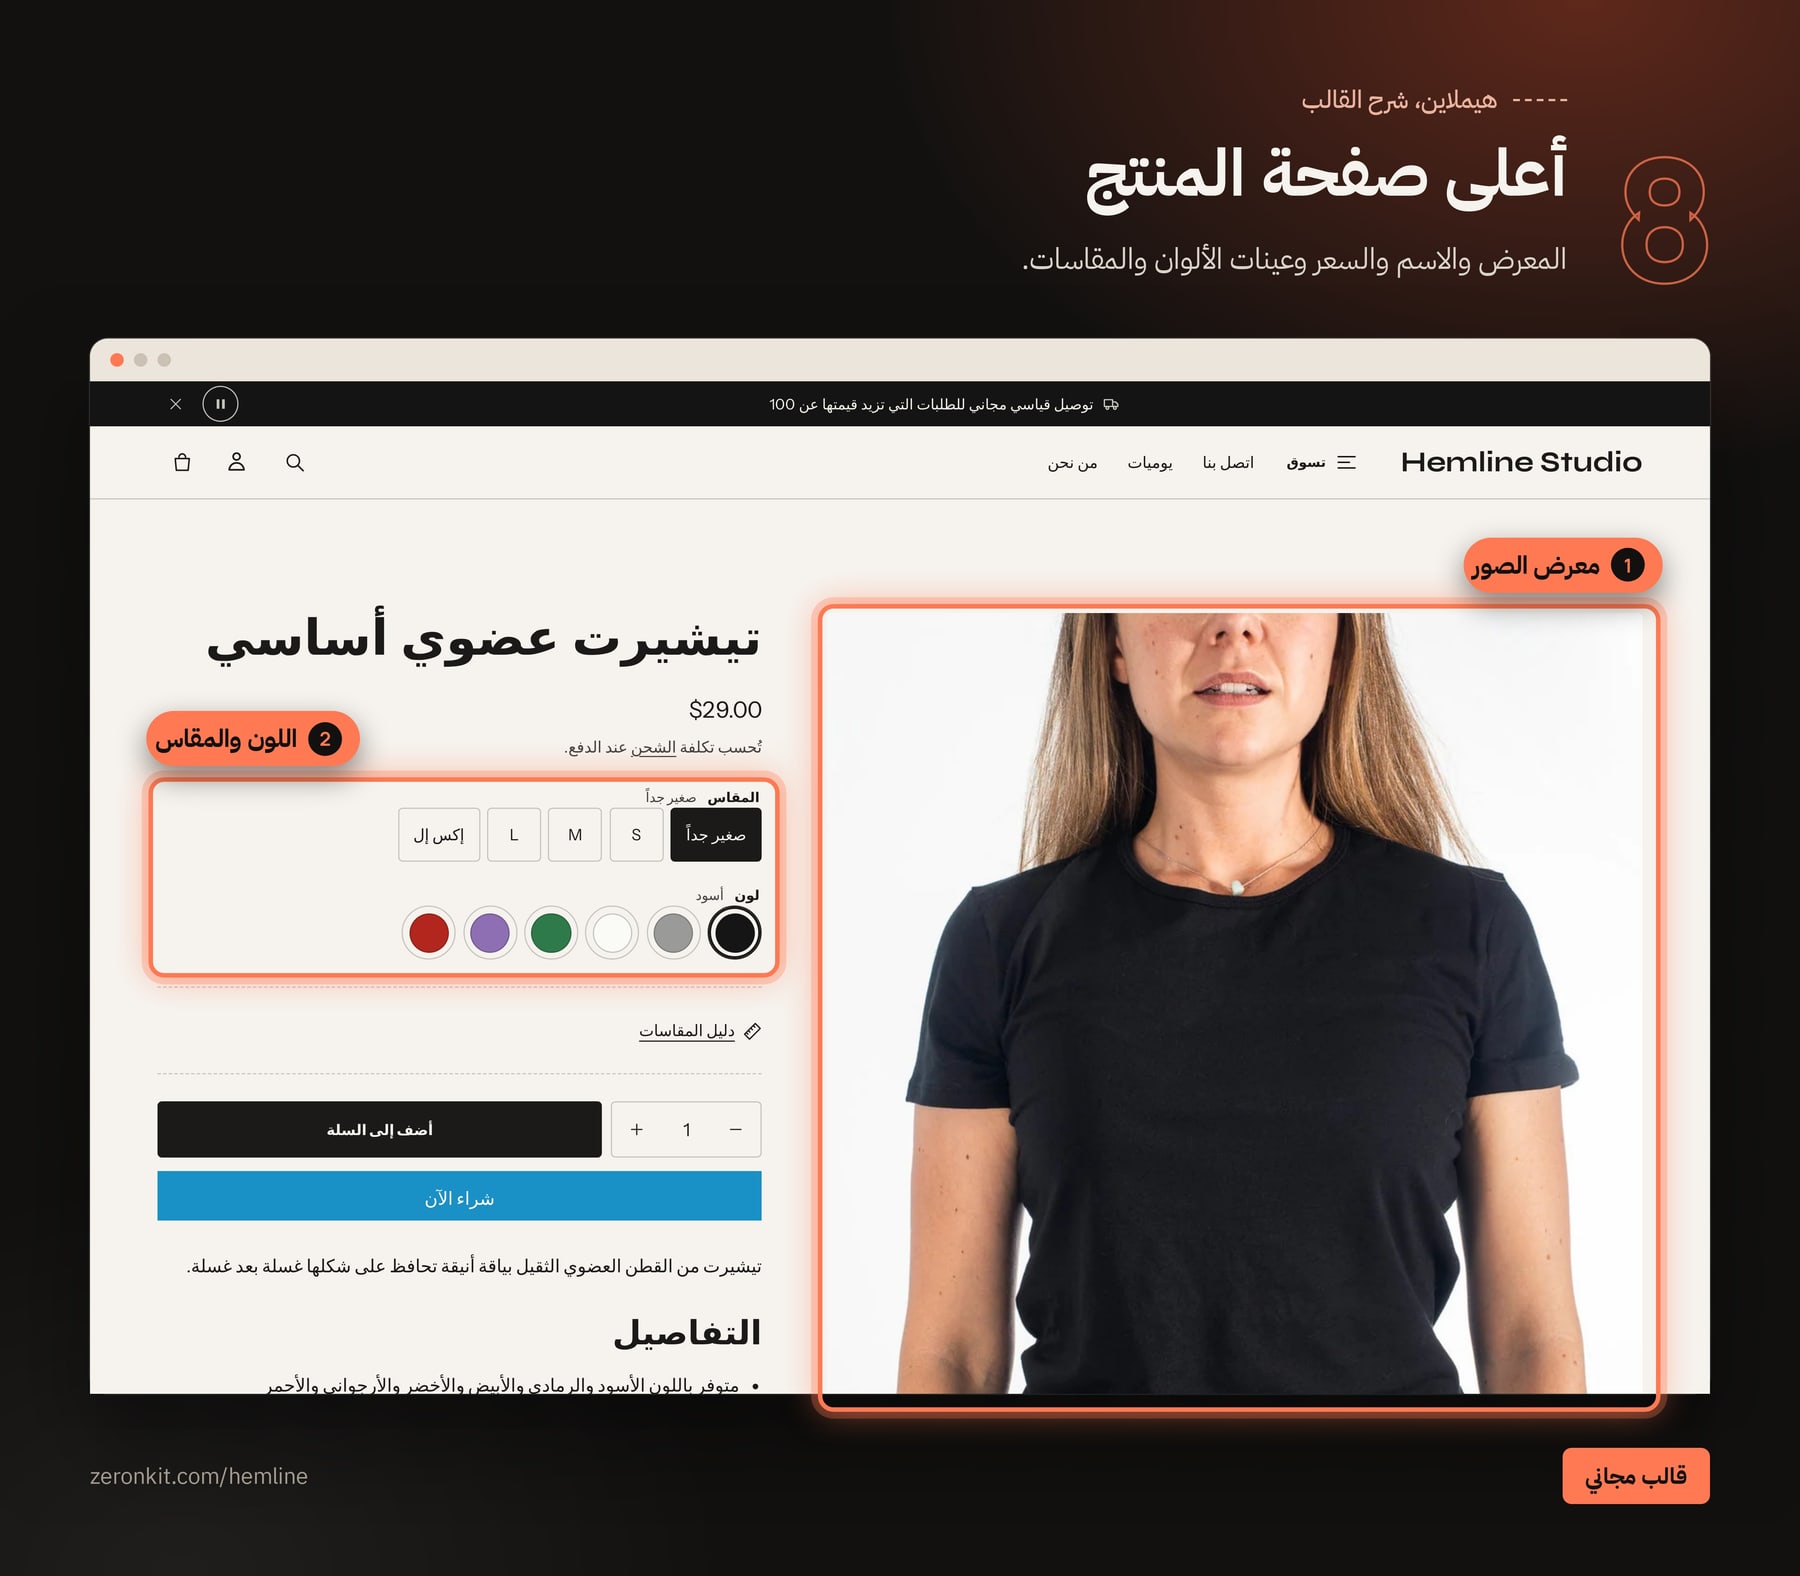 هيملاين، شرح القالب
8
أعلى صفحة المنتج
المعرض والاسم والسعر وعينات الألوان والمقاسات.
توصيل قياسي مجاني للطلبات التي تزيد قيمتها عن 100
Hemline Studio
تسوق
اتصل بنا
يوميات
من نحن
1 معرض الصور
تيشيرت عضوي أساسي
$29.00
تُحسب تكلفة الشحن عند الدفع.
2 اللون والمقاس
المقاس صغير جداً
صغير جداً
S
M
L
إكس إل
لون أسود
دليل المقاسات
− 1 +
أضف إلى السلة
شراء الآن
تيشيرت من القطن العضوي الثقيل بياقة أنيقة تحافظ على شكلها غسلة بعد غسلة.
التفاصيل
• متوفر باللون الأسود والرمادي والأبيض والأخضر والأرجواني والأحمر
قالب مجاني
zeronkit.com/hemline